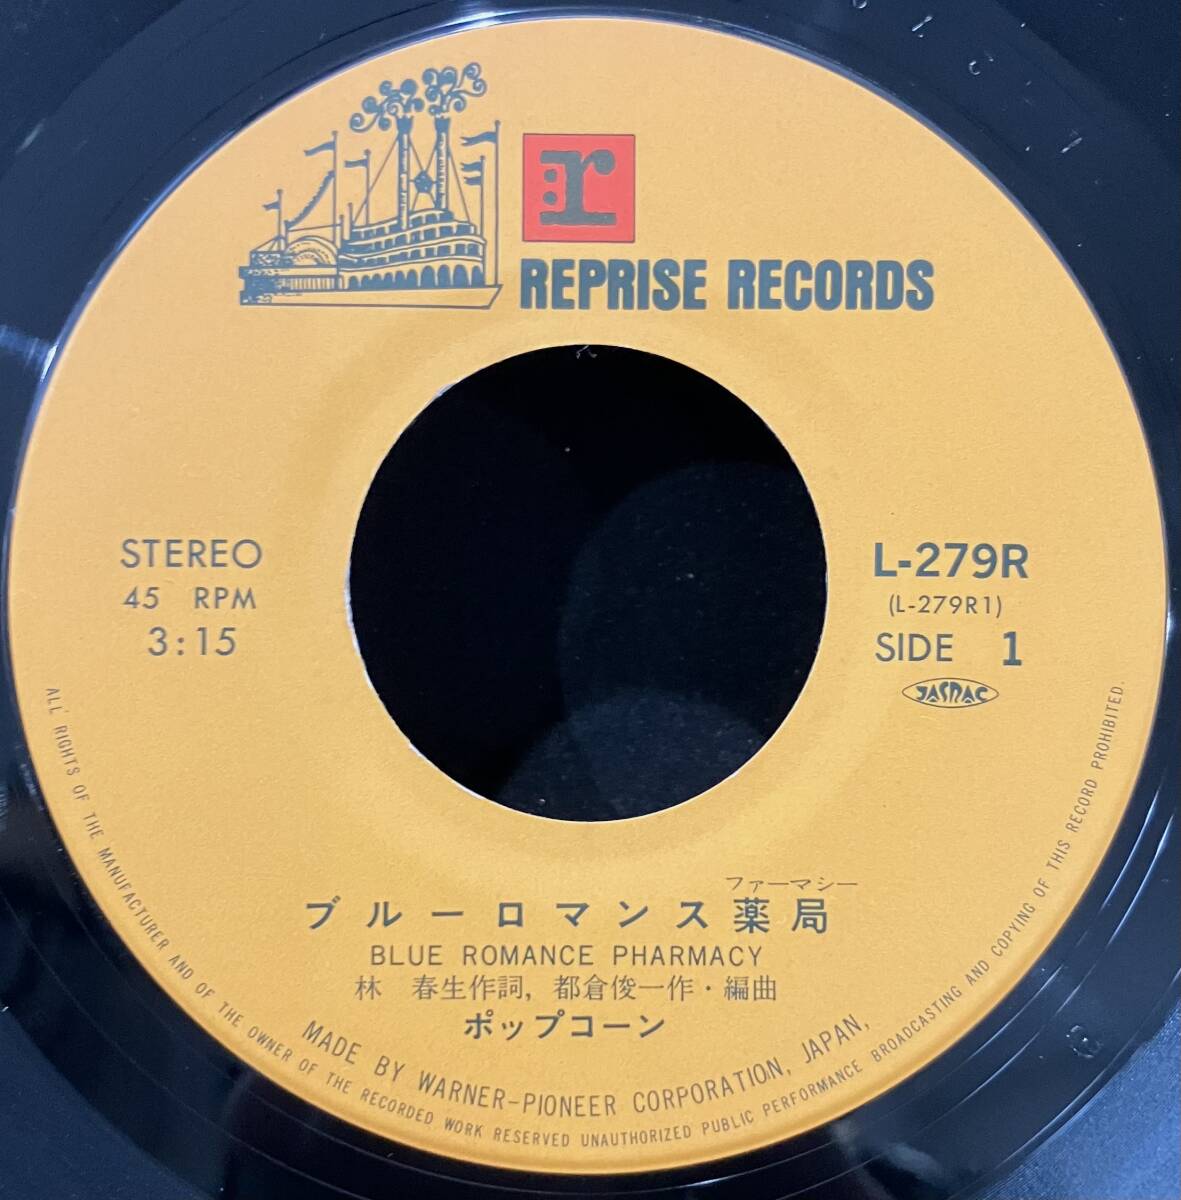 r
REPRISE RECORDS
STEREO
45 RPM
3:15
L-279R
(L-279R1)
SIDE 1
JASRAC
ファーマシー
ブルーロマンス薬局
BLUE ROMANCE PHARMACY
林 春生作詞, 都倉俊一作・編曲
ポップコーン
MADE BY WARNER-PIONEER CORPORATION, JAPAN,
ALL RIGHTS OF THE MANUFACTURER AND OF THE OWNER OF THE RECORDED WORK RESERVED UNAUTHORIZED PUBLIC PERFORMANCE BROADCASTING AND COPYING OF THIS RECORD PROHIBITED.